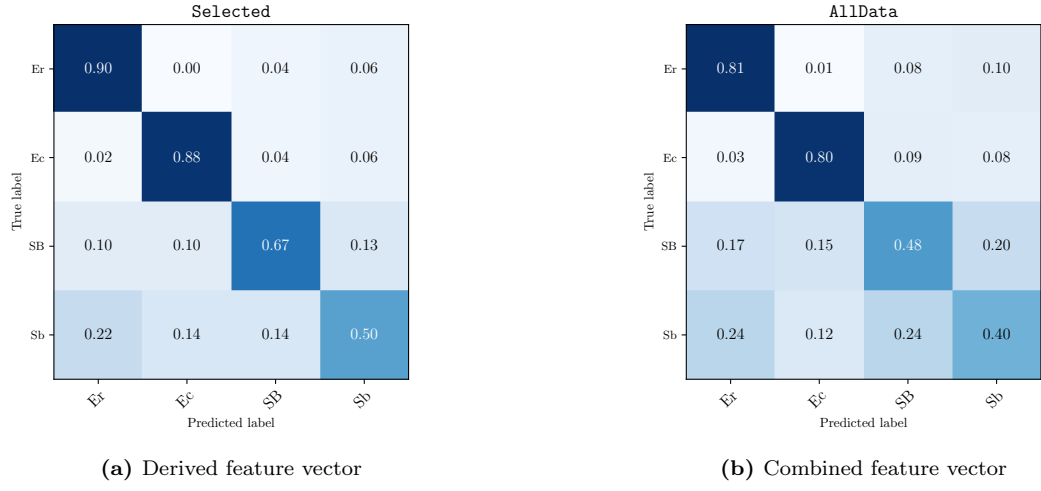 Selected
True label
Er 0.90 0.00 0.04 0.06
Ec 0.02 0.88 0.04 0.06
SB 0.10 0.10 0.67 0.13
Sb 0.22 0.14 0.14 0.50
Er Ec SB Sb
Predicted label
(a) Derived feature vector
AllData
True label
Er 0.81 0.01 0.08 0.10
Ec 0.03 0.80 0.09 0.08
SB 0.17 0.15 0.48 0.20
Sb 0.24 0.12 0.24 0.40
Er Ec SB Sb
Predicted label
(b) Combined feature vector